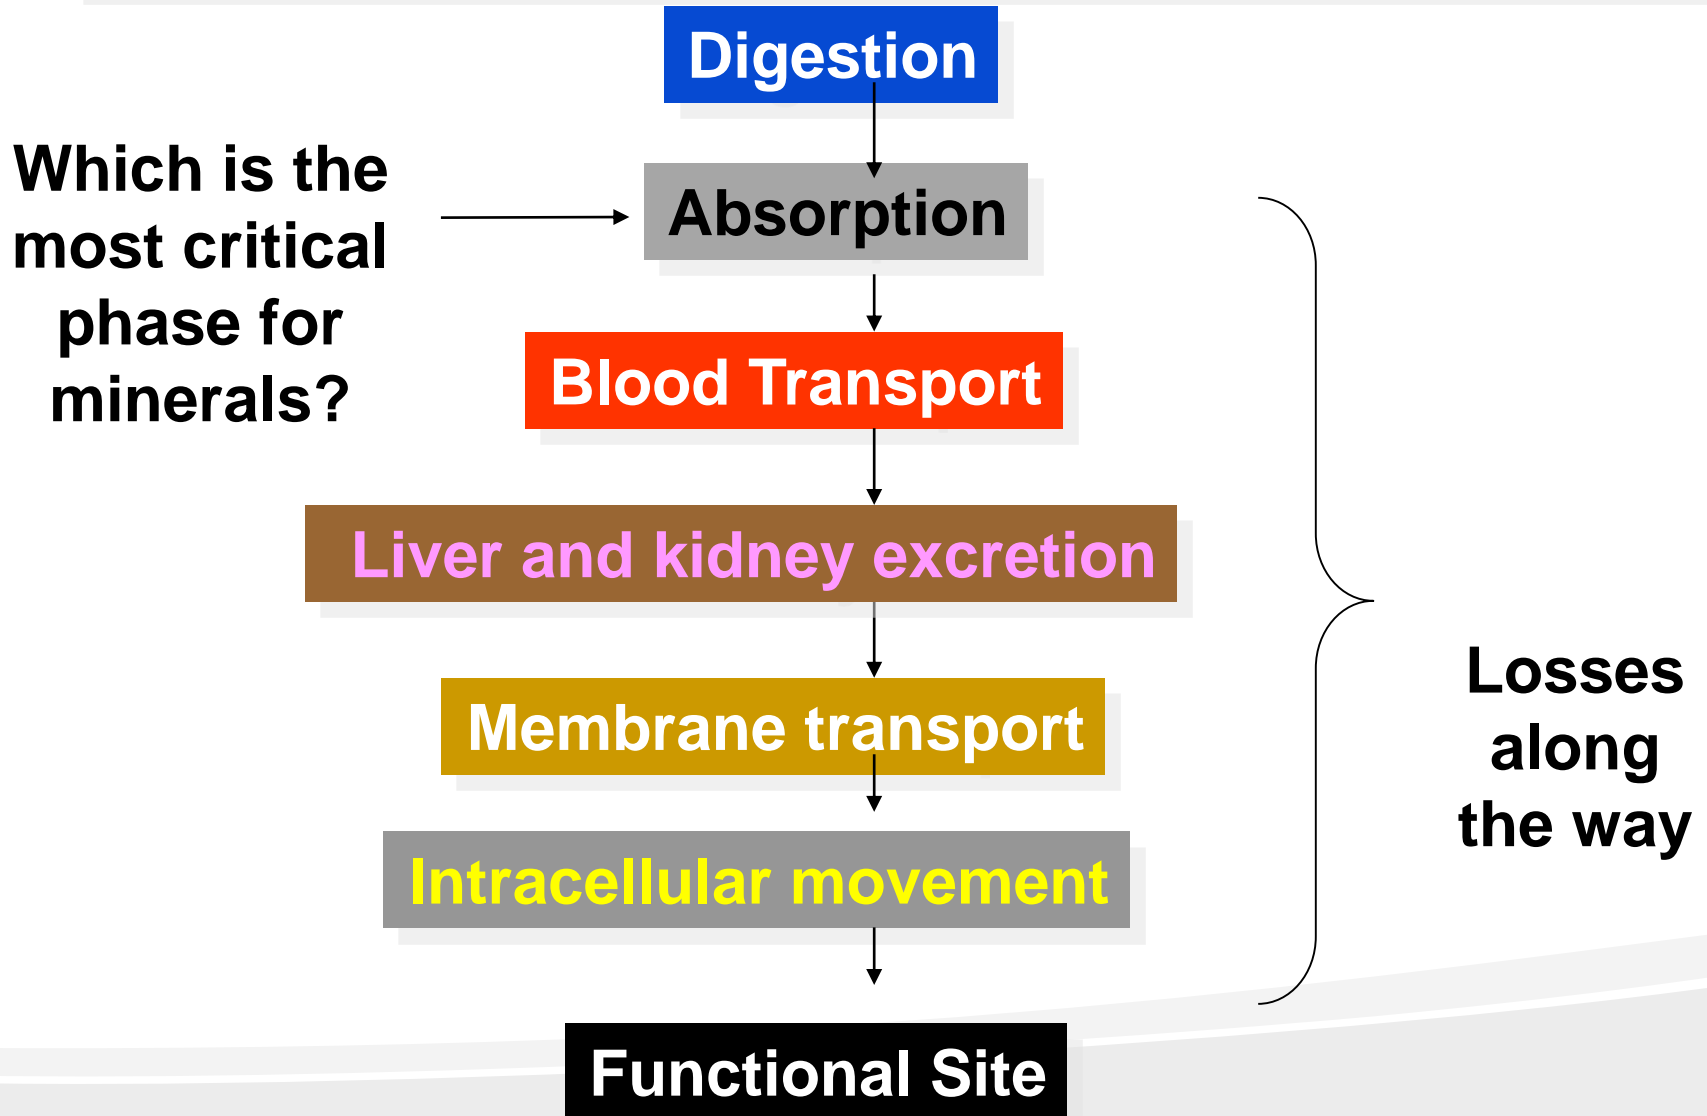 Digestion
Which is the
most critical
phase for
minerals?
Absorption
Blood Transport
Liver and kidney excretion
Membrane transport
Intracellular movement
Functional Site
Losses
along
the way